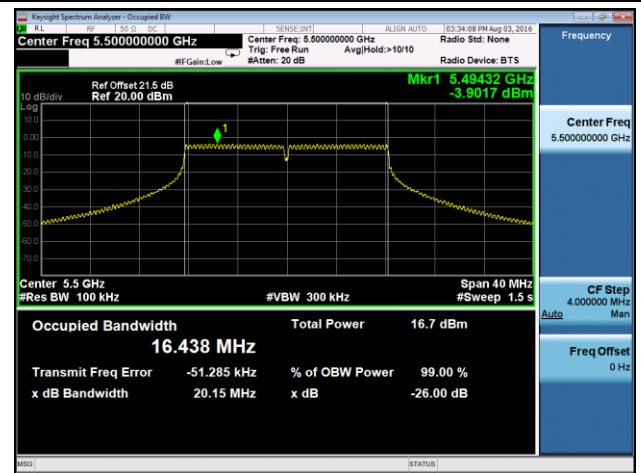 Keysight Spectrum Analyzer - Occupied BW
RL RF 50 Ω DC SENSE:INT ALIGN AUTO 03:34:08 PM Aug 03, 2016
Center Freq 5.500000000 GHz
Center Freq: 5.500000000 GHz
Radio Std: None
Trig: Free Run Avg|Hold:>10/10
#IFGain:Low #Atten: 20 dB Radio Device: BTS
Ref Offset 21.5 dB
10 dB/div Ref 20.00 dBm
Mkr1 5.49432 GHz
-3.9017 dBm
Log
10.0
1
0.00
-10.0
-20.0
-30.0
-40.0
-50.0
-60.0
-70.0
Center 5.5 GHz Span 40 MHz
#Res BW 100 kHz #VBW 300 kHz #Sweep 1.5 s
Occupied Bandwidth Total Power 16.7 dBm
16.438 MHz
Transmit Freq Error -51.285 kHz % of OBW Power 99.00 %
x dB Bandwidth 20.15 MHz x dB -26.00 dB
MSG STATUS
Frequency
Center Freq
5.500000000 GHz
CF Step
4.000000 MHz
Auto Man
Freq Offset
0 Hz